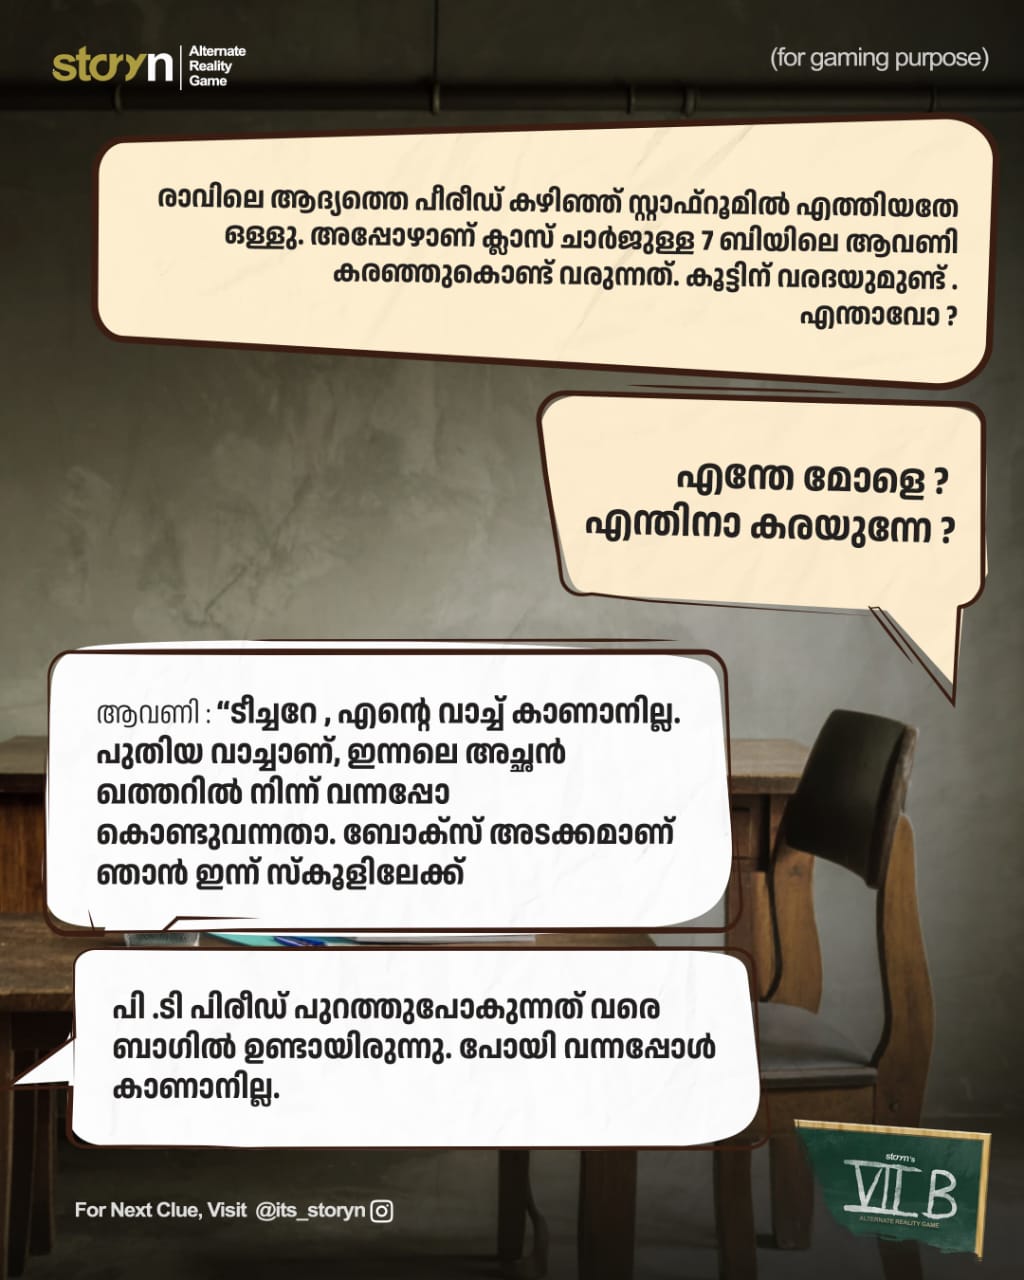 storyn
Alternate
Reality
Game
(for gaming purpose)
രാവിലെ ആദ്യത്തെ പീരീഡ് കഴിഞ്ഞ് സ്റ്റാഫ്റൂമിൽ എത്തിയതേ
ഒള്ളു. അപ്പോഴാണ് ക്ലാസ് ചാർജുള്ള 7 ബിയിലെ ആവണി
കരഞ്ഞുകൊണ്ട് വരുന്നത്. കൂട്ടിന് വരദയുമുണ്ട് .
എന്താവോ ?
എന്തേ മോളെ ?
എന്തിനാ കരയുന്നേ ?
ആവണി : “ടീച്ചറേ , എന്റെ വാച്ച് കാണാനില്ല.
പുതിയ വാച്ചാണ്, ഇന്നലെ അച്ഛൻ
ഖത്തറിൽ നിന്ന് വന്നപ്പോ
കൊണ്ടുവന്നതാ. ബോക്സ് അടക്കമാണ്
ഞാൻ ഇന്ന് സ്കൂളിലേക്ക്
പി .ടി പിരീഡ് പുറത്തുപോകുന്നത് വരെ
ബാഗിൽ ഉണ്ടായിരുന്നു. പോയി വന്നപ്പോൾ
കാണാനില്ല.
For Next Clue, Visit @its_storyn
storyn's
VII B
ALTERNATE REALITY GAME